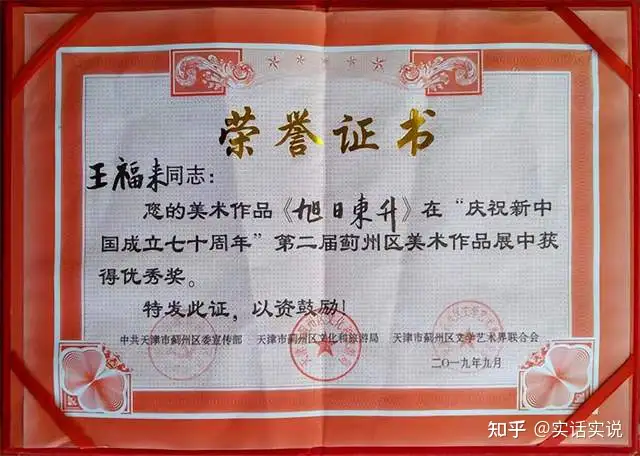 荣誉证书
王福来同志:
您的美术作品《旭日東升》在“庆祝新中
国成立七十周年”第二届蓟州区美术作品展中获
得优秀奖。
特发此证，以资鼓励!
中共天津市蓟州区委宣传部 天津市蓟州区文化和旅游局 天津市蓟州区文学艺术界联合会
二〇一九年九月
知乎 @实话实说